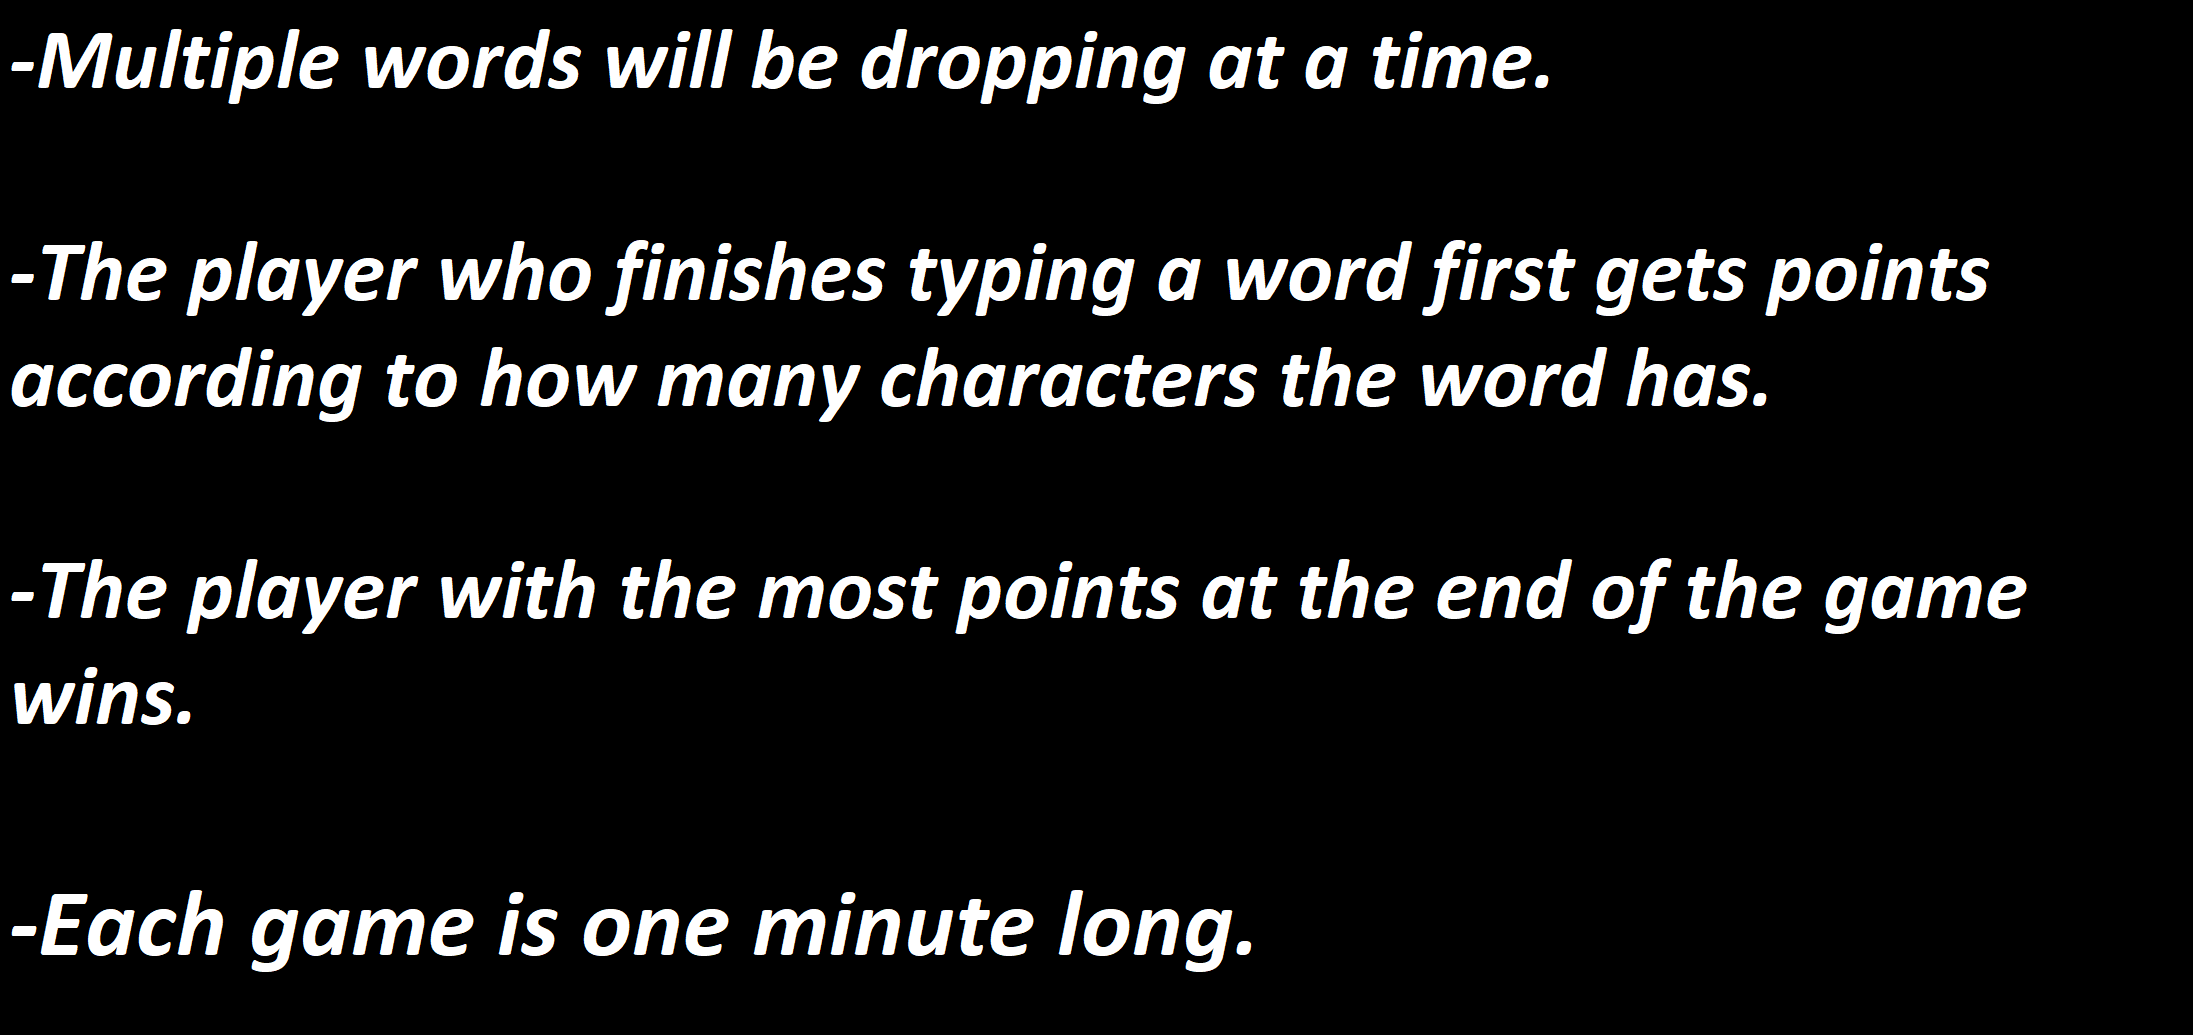 -Multiple words will be dropping at a time.
-The player who finishes typing a word first gets points
according to how many characters the word has.
-The player with the most points at the end of the game
wins.
-Each game is one minute long.